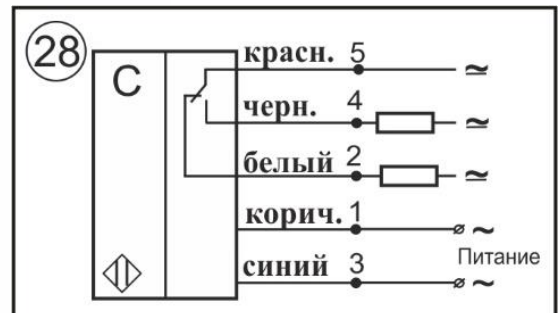 28
C
красн. 5 ≃
черн. 4 ≃
белый 2 ≃
корич. 1 ~
Питание
синий 3 ~